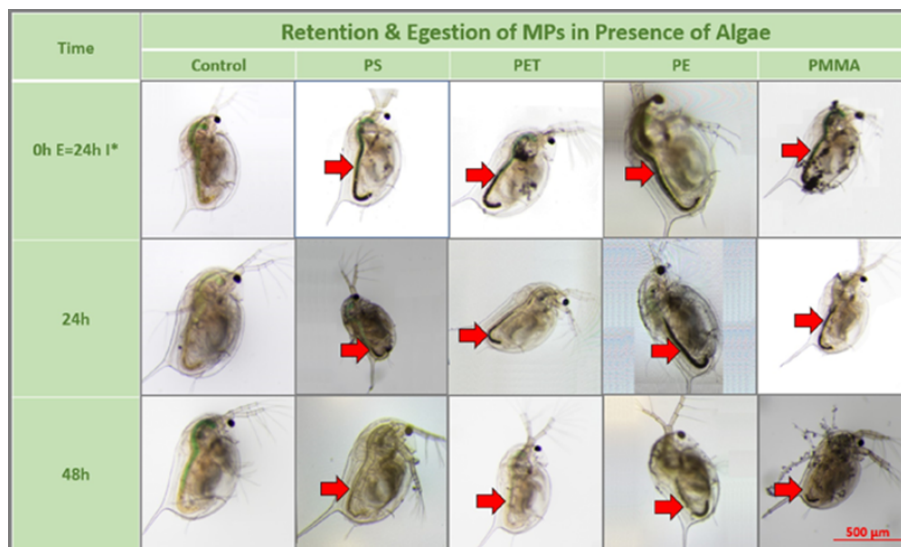 Time
Retention & Egestion of MPs in Presence of Algae
Control PS PET PE PMMA
0h E=24h I*
24h
48h
500 µm